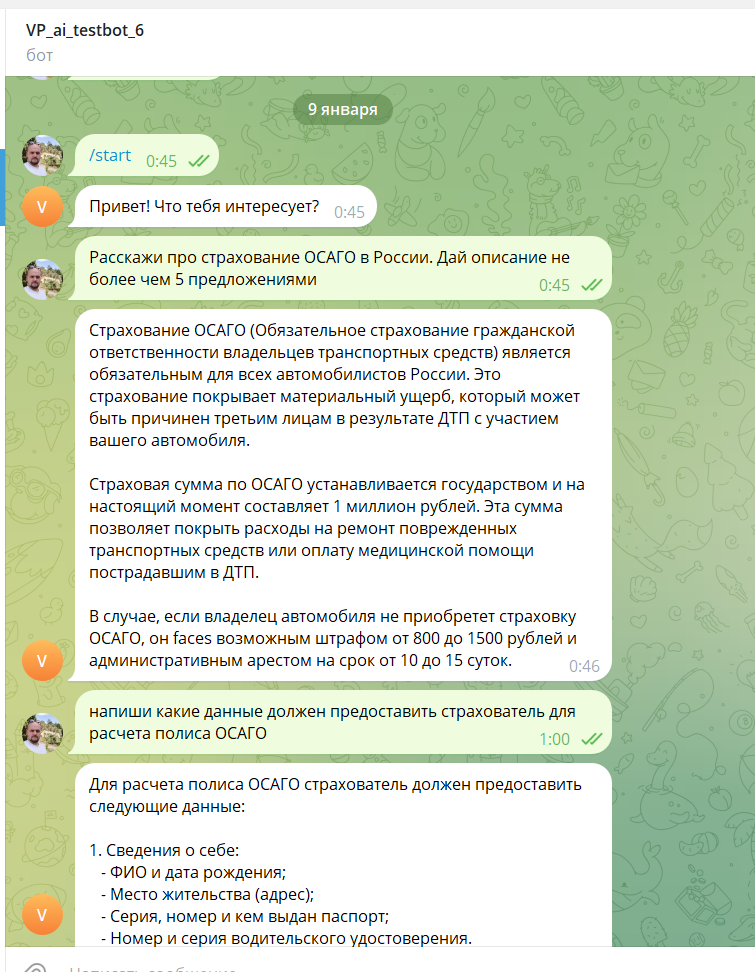 VP_ai_testbot_6
бот
9 января
/start 0:45
V
Привет! Что тебя интересует? 0:45
Расскажи про страхование ОСАГО в России. Дай описание не
более чем 5 предложениями
0:45
Страхование ОСАГО (Обязательное страхование гражданской
ответственности владельцев транспортных средств) является
обязательным для всех автомобилистов России. Это
страхование покрывает материальный ущерб, который может
быть причинен третьим лицам в результате ДТП с участием
вашего автомобиля.
Страховая сумма по ОСАГО устанавливается государством и на
настоящий момент составляет 1 миллион рублей. Эта сумма
позволяет покрыть расходы на ремонт поврежденных
транспортных средств или оплату медицинской помощи
пострадавшим в ДТП.
В случае, если владелец автомобиля не приобретет страховку
ОСАГО, он faces возможным штрафом от 800 до 1500 рублей и
административным арестом на срок от 10 до 15 суток.
V
0:46
напиши какие данные должен предоставить страхователь для
расчета полиса ОСАГО
1:00
Для расчета полиса ОСАГО страхователь должен предоставить
следующие данные:
1. Сведения о себе:
- ФИО и дата рождения;
- Место жительства (адрес);
- Серия, номер и кем выдан паспорт;
- Номер и серия водительского удостоверения.
V
Написать сообщение...